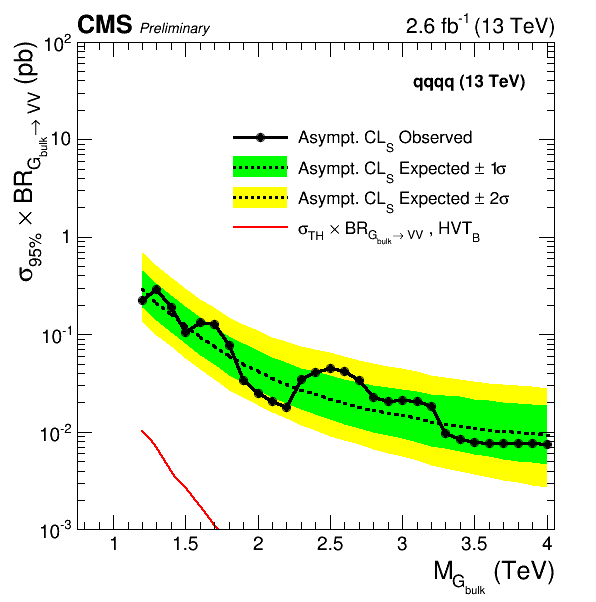 CMS Preliminary 2.6 fb⁻¹ (13 TeV)
σ95% × BRGbulk→ VV (pb)
qqqq (13 TeV)
Asympt. CLS Observed
Asympt. CLS Expected ± 1σ
Asympt. CLS Expected ± 2σ
σTH × BRGbulk→ VV , HVTB
10²
10
1
10⁻¹
10⁻²
10⁻³
1 1.5 2 2.5 3 3.5 4
MGbulk (TeV)